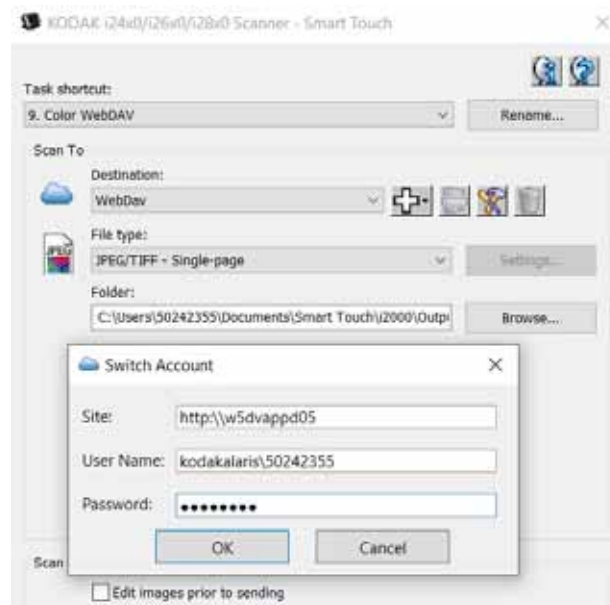 KODAK i24x0/i26x0/i28x0 Scanner - Smart Touch
Task shortcut:
9. Color WebDAV
Rename...
Scan To
Destination:
WebDav
File type:
JPEG
JPEG/TIFF - Single-page
Settings...
Folder:
C:\Users\50242355\Documents\Smart Touch\i2000\Outpu
Browse...
Switch Account
Site:
http:\\w5dvappd05
User Name:
kodakalaris\50242355
Password:
●●●●●●●●
OK
Cancel
Scan
Edit images prior to sending